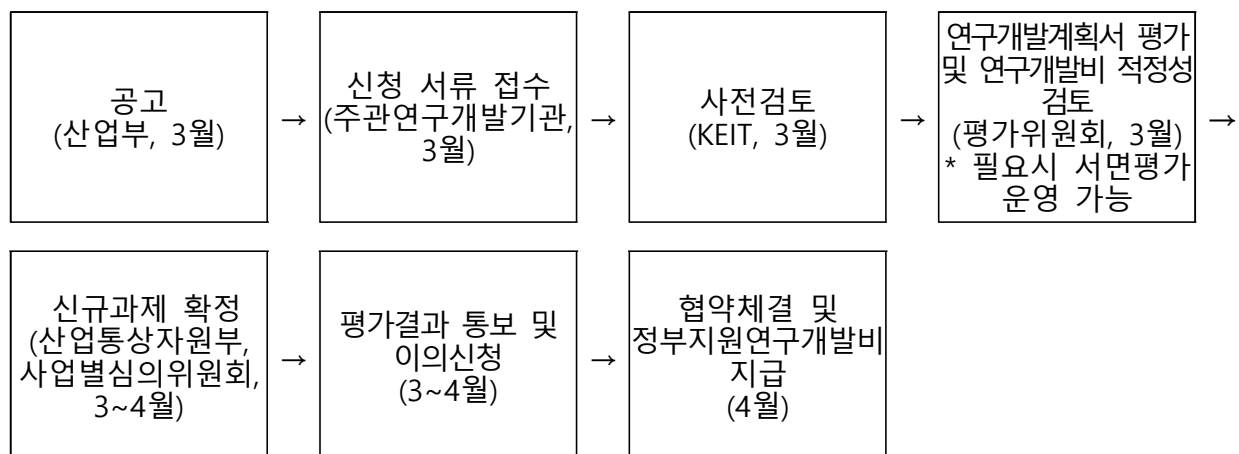 공고
(산업부, 3월)
→
신청 서류 접수
(주관연구개발기관,
3월)
→
사전검토
(KEIT, 3월)
→
연구개발계획서 평가
및 연구개발비 적정성
검토
(평가위원회, 3월)
* 필요시 서면평가
운영 가능
→
신규과제 확정
(산업통상자원부,
사업별심의위원회,
3~4월)
→
평가결과 통보 및
이의신청
(3~4월)
→
협약체결 및
정부지원연구개발비
지급
(4월)